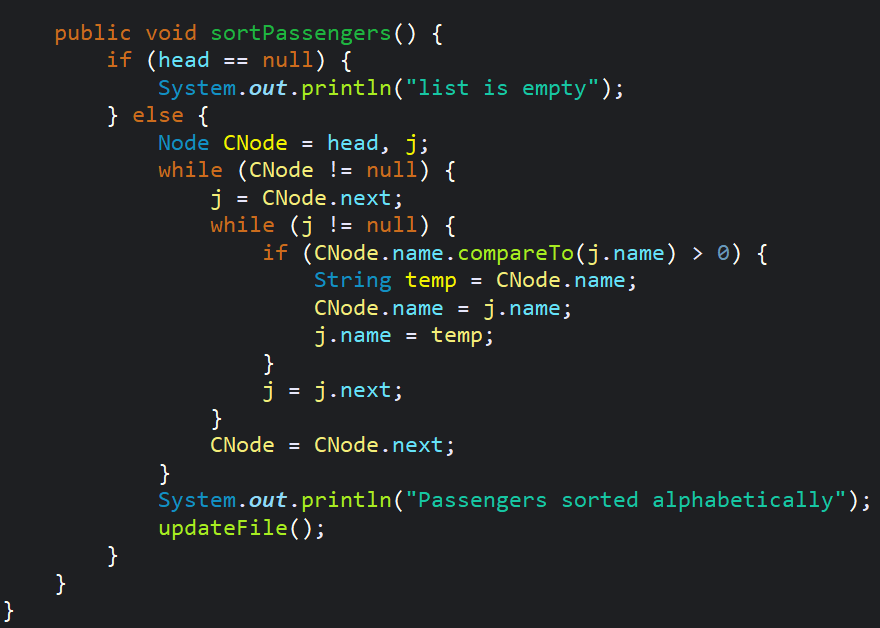 public void sortPassengers() {
if (head == null) {
System.out.println("list is empty");
} else {
Node CNode = head, j;
while (CNode != null) {
j = CNode.next;
while (j != null) {
if (CNode.name.compareTo(j.name) > 0) {
String temp = CNode.name;
CNode.name = j.name;
j.name = temp;
}
j = j.next;
}
CNode = CNode.next;
}
System.out.println("Passengers sorted alphabetically");
updateFile();
}
}
}